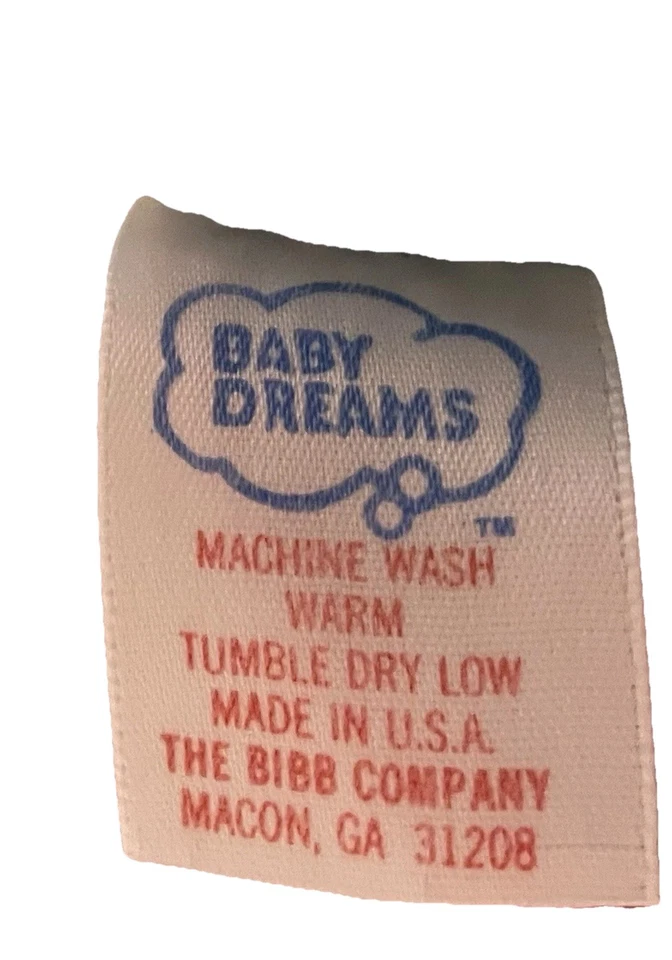 BABY
DREAMS
TM
MACHINE WASH
WARM
TUMBLE DRY LOW
MADE IN U.S.A.
THE BIBB COMPANY
MACON, GA 31208